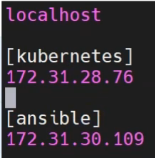 localhost
[kubernetes]
172.31.28.76
[ansible]
172.31.30.109